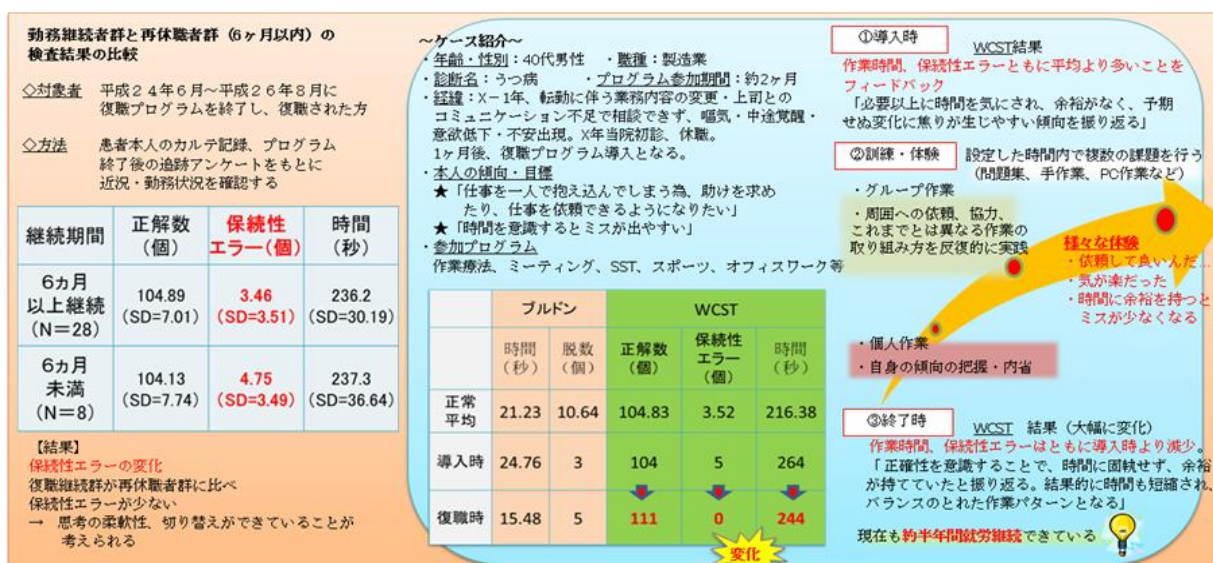 勤務継続者群と再休職者群（6ヶ月以内）の
検査結果の比較
◇対象者　平成２４年６月～平成２６年８月に
復職プログラムを終了し、復職された方
◇方法　患者本人のカルテ記録、プログラム
終了後の追跡アンケートをもとに
近況・勤務状況を確認する
継続期間　正解数（個）　保続性エラー（個）　時間（秒）
6カ月以上継続（N＝28）　104.89（SD=7.01）　3.46（SD=3.51）　236.2（SD=30.19）
6カ月未満（N＝8）　104.13（SD=7.74）　4.75（SD=3.49）　237.3（SD=36.64）
【結果】
保続性エラーの変化
復職継続群が再休職者群に比べ
保続性エラーが少ない
→　思考の柔軟性、切り替えができていることが
考えられる
～ケース紹介～
・年齢・性別：40代男性　・職種：製造業
・診断名：うつ病　・プログラム参加期間：約2ヶ月
・経緯：X－1年、転勤に伴う業務内容の変更・上司との
コミュニケーション不足で相談できず、嘔気・中途覚醒・
意欲低下・不安出現。X年当院初診、休職。
1ヶ月後、復職プログラム導入となる。
・本人の傾向・目標
★「仕事を一人で抱え込んでしまう為、助けを求め
たり、仕事を依頼できるようになりたい」
★「時間を意識するとミスが出やすい」
・参加プログラム
作業療法、ミーティング、SST、スポーツ、オフィスワーク等
ブルドン　WCST
時間（秒）　脱数（個）　正解数（個）　保続性エラー（個）　時間（秒）
正常平均　21.23　10.64　104.83　3.52　216.38
導入時　24.76　3　104　5　264
復職時　15.48　5　111　0　244
変化
①導入時　WCST結果
作業時間、保続性エラーともに平均より多いことを
フィードバック
「必要以上に時間を気にされ、余裕がなく、予期
せぬ変化に焦りが生じやすい傾向を振り返る」
②訓練・体験　設定した時間内で複数の課題を行う
（問題集、手作業、PC作業など）
・グループ作業
・周囲への依頼、協力、
これまでとは異なる作業の
取り組み方を反復的に実践
様々な体験
・依頼して良いんだ…
・気が楽だった
・時間に余裕を持つと
ミスが少なくなる
・個人作業
・自身の傾向の把握・内省
③終了時　WCST　結果（大幅に変化）
作業時間、保続性エラーはともに導入時より減少。
「正確性を意識することで、時間に固執せず、余裕
が持てていたと振り返る。結果的に時間も短縮され、
バランスのとれた作業パターンとなる」
現在も約半年間就労継続できている